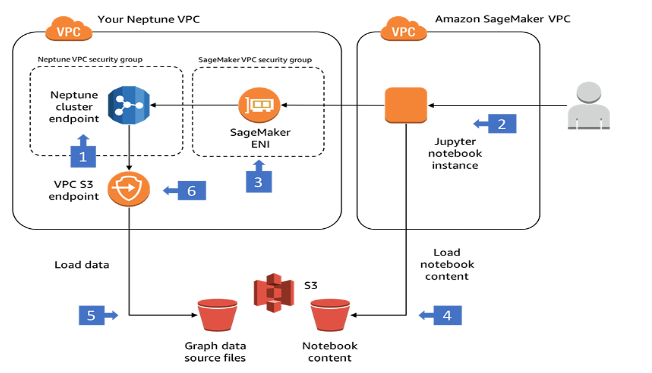 Your Neptune VPC
Amazon SageMaker VPC
VPC
VPC
Neptune VPC security group
SageMaker VPC security group
Neptune
cluster
endpoint
SageMaker
ENI
Jupyter
notebook
instance
1
2
3
VPC S3
endpoint
6
Load data
Load
notebook
content
S3
5
4
Graph data
source files
Notebook
content